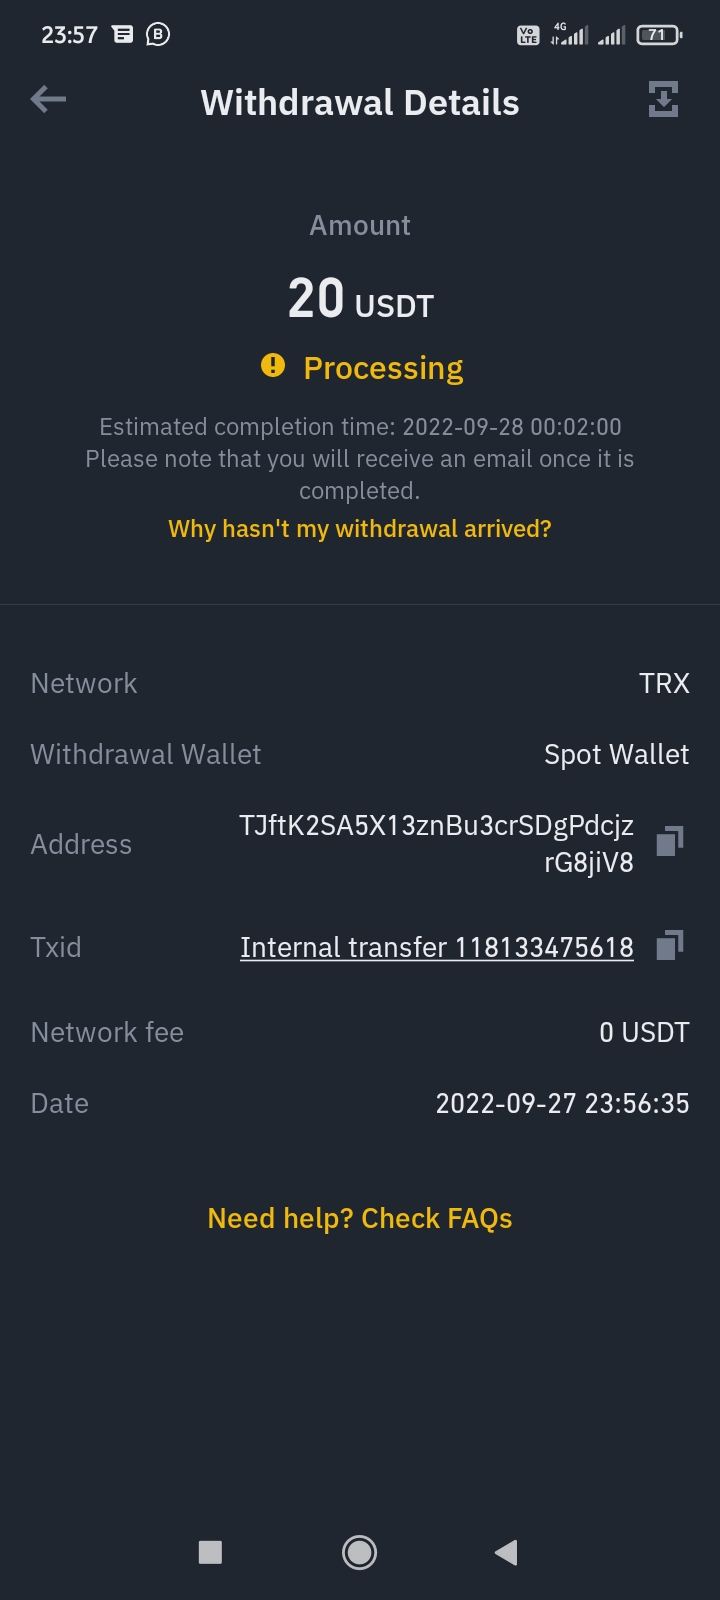 23:57
B
Vo LTE
4G
71
Withdrawal Details
Amount
20 USDT
Processing
Estimated completion time: 2022-09-28 00:02:00
Please note that you will receive an email once it is
completed.
Why hasn't my withdrawal arrived?
Network TRX
Withdrawal Wallet Spot Wallet
Address TJftK2SA5X13znBu3crSDgPdcjz
rG8jiV8
Txid Internal transfer 118133475618
Network fee 0 USDT
Date 2022-09-27 23:56:35
Need help? Check FAQs